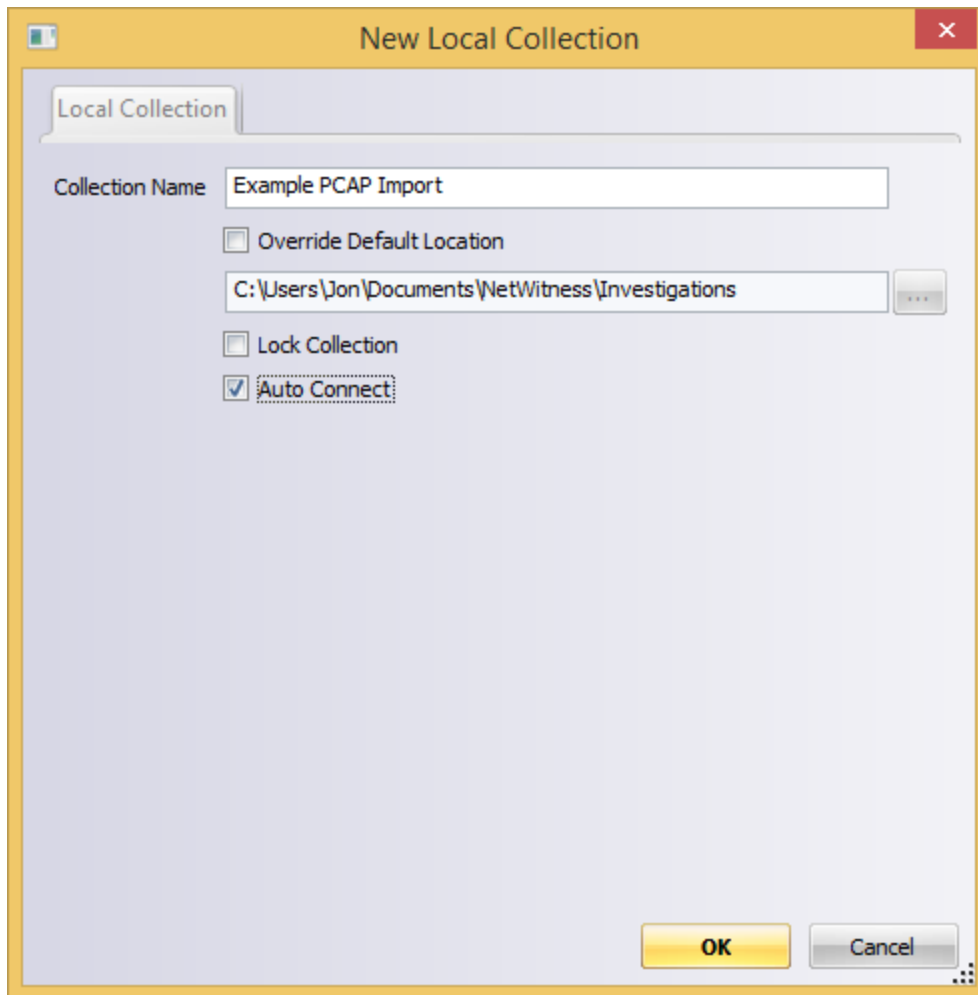 New Local Collection
Local Collection
Collection Name Example PCAP Import
Override Default Location
C:\Users\Jon\Documents\NetWitness\Investigations ...
Lock Collection
Auto Connect
OK Cancel